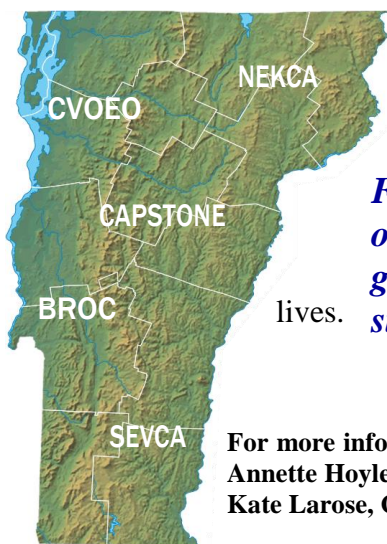 NEKCA
CVOEO
CAPSTONE
BROC
lives.
SEVCA
For more info
Annette Hoyle
Kate Larose,